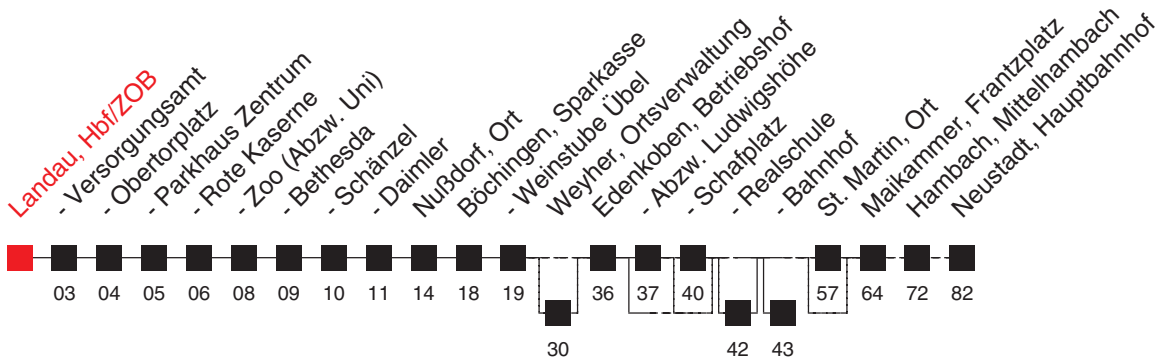 Landau, Hbf/ZOB
- Versorgungsamt
- Obertorplatz
- Parkhaus Zentrum
- Rote Kaserne
- Zoo (Abzw. Uni)
- Bethesda
- Schänzel
- Daimler
Nußdorf, Ort
Böchingen, Sparkasse
- Weinstube Übel
Weyher, Ortsverwaltung
Edenkoben, Betriebshof
- Abzw. Ludwigshöhe
- Schafplatz
- Realschule
- Bahnhof
St. Martin, Ort
Maikammer, Frantzplatz
Hambach, Mittelhambach
Neustadt, Hauptbahnhof
03 04 05 06 08 09 10 11 14 18 19 36 37 40 57 64 72 82
30 42 43